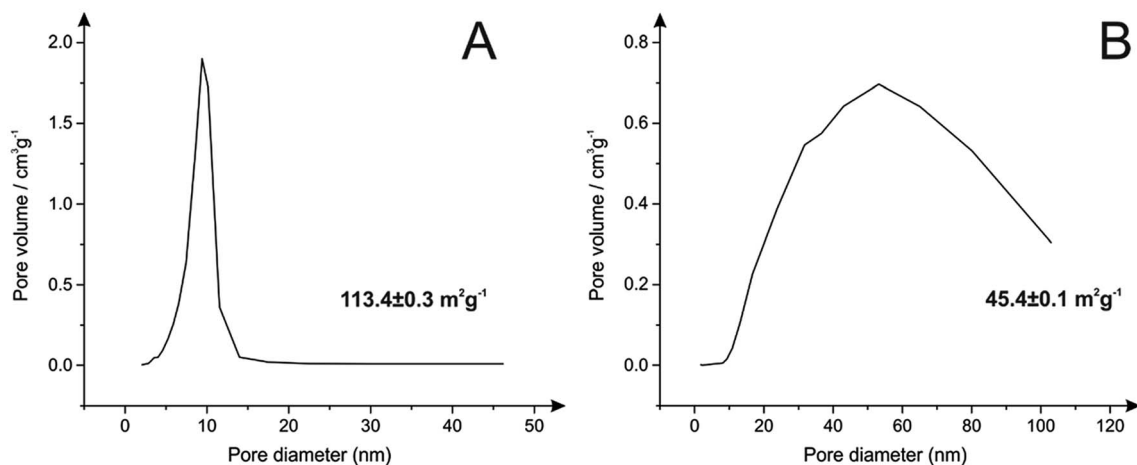 A
2.0
1.5
1.0
0.5
0.0
Pore volume / cm³g⁻¹
113.4±0.3 m²g⁻¹
0 10 20 30 40 50
Pore diameter (nm)
B
0.8
0.6
0.4
0.2
0.0
Pore volume / cm³g⁻¹
45.4±0.1 m²g⁻¹
0 20 40 60 80 100 120
Pore diameter (nm)